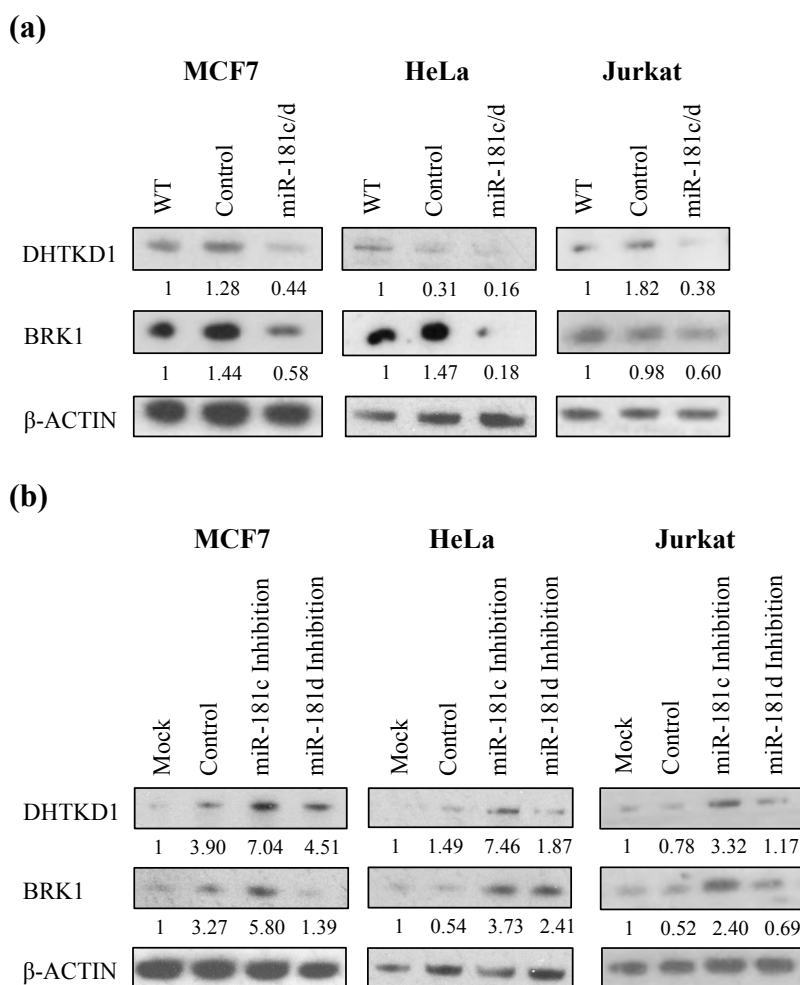 (a)
MCF7 HeLa Jurkat
WT Control miR-181c/d WT Control miR-181c/d WT Control miR-181c/d
DHTKD1
1 1.28 0.44 1 0.31 0.16 1 1.82 0.38
BRK1
1 1.44 0.58 1 1.47 0.18 1 0.98 0.60
β-ACTIN
(b)
MCF7 HeLa Jurkat
Mock Control miR-181c Inhibition miR-181d Inhibition Mock Control miR-181c Inhibition miR-181d Inhibition Mock Control miR-181c Inhibition miR-181d Inhibition
DHTKD1
1 3.90 7.04 4.51 1 1.49 7.46 1.87 1 0.78 3.32 1.17
BRK1
1 3.27 5.80 1.39 1 0.54 3.73 2.41 1 0.52 2.40 0.69
β-ACTIN